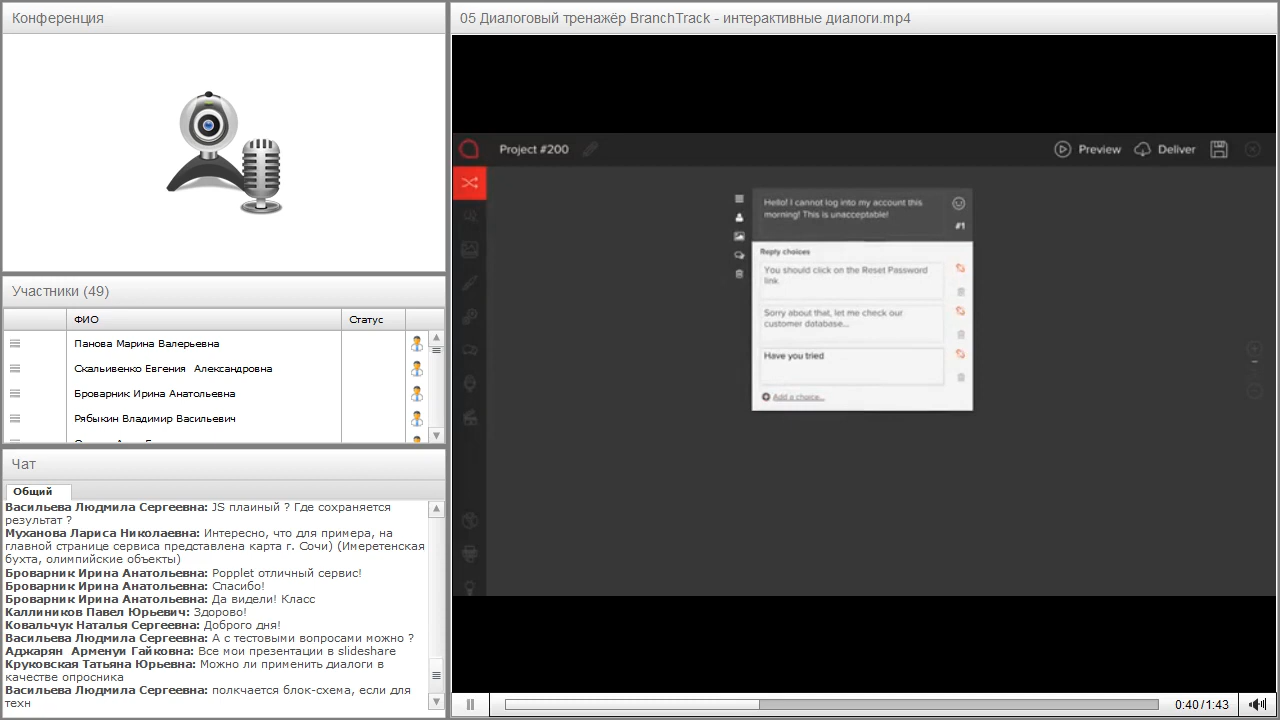 Конференция
Участники (49)
ФИО
Статус
Панова Марина Валерьевна
Скалывенко Евгения Александровна
Броварник Ирина Анатольевна
Рябыкин Владимир Васильевич
Чат
Общий
Васильева Людмила Сергеевна: JS плаиный ? Где сохраняется
результат ?
Муханова Лариса Николаевна: Интересно, что для примера, на
главной странице сервиса представлена карта г. Сочи) (Имеретенская
бухта, олимпийские объекты)
Броварник Ирина Анатольевна: Popplet отличный сервис!
Броварник Ирина Анатольевна: Спасибо!
Броварник Ирина Анатольевна: Да видели! Класс
Каллиников Павел Юрьевич: Здорово!
Ковальчук Наталья Сергеевна: Доброго дня!
Васильева Людмила Сергеевна: А с тестовыми вопросами можно ?
Аджарян Арменуи Гайковна: Все мои презентации в slideshare
Круковская Татьяна Юрьевна: Можно ли применить диалоги в
качестве опросника
Васильева Людмила Сергеевна: полкчается блок-схема, если для
техн
05 Диалоговый тренажёр BranchTrack - интерактивные диалоги.mp4
Project #200
Preview
Deliver
Hello! I cannot log into my account this
morning! This is unacceptable!
#1
Reply choices
You should click on the Reset Password
link.
Sorry about that, let me check our
customer database...
Have you tried
Add a choice...
0:40/1:43